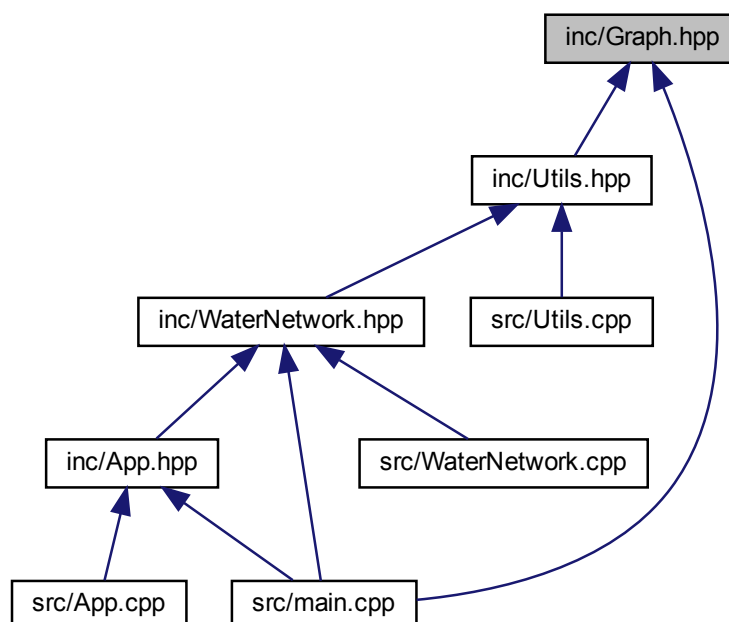 inc/Graph.hpp
inc/Utils.hpp
inc/WaterNetwork.hpp
src/Utils.cpp
inc/App.hpp
src/WaterNetwork.cpp
src/App.cpp
src/main.cpp